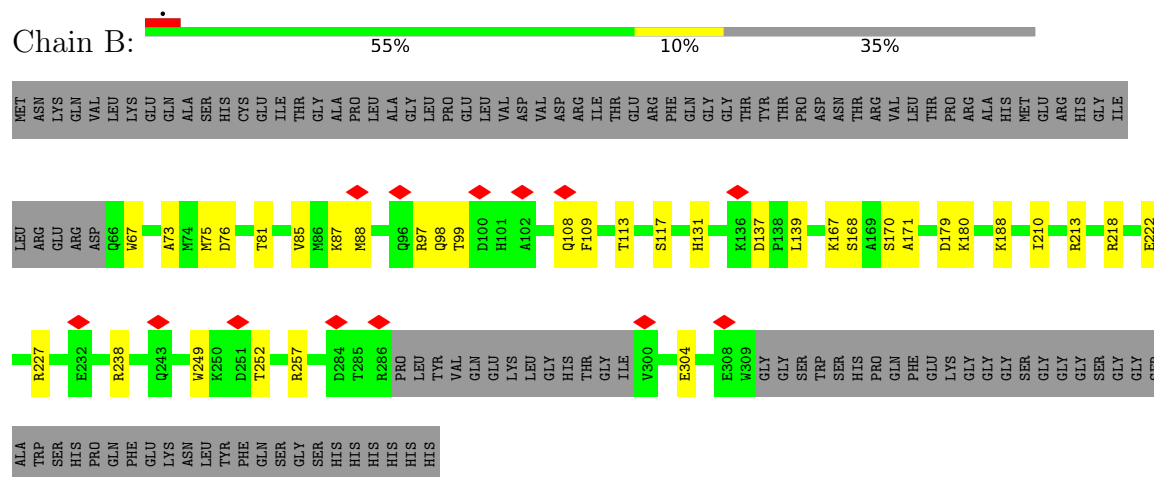 •
Chain B:
55% 10% 35%
MET ASN LYS GLN VAL LEU LYS GLU GLN ALA SER HIS CYS GLU ILE THR GLY ALA PRO LEU ALA GLY LEU PRO GLU LEU VAL ASP VAL ASP ARG ILE THR GLU ARG PHE GLN GLY GLY THR TYR THR PRO ASP ASN THR ARG VAL LEU THR PRO ARG ALA HIS MET GLU ARG HIS GLY ILE
LEU ARG GLU ARG ASP Q66 W67 A73 M74 W75 D76 T81 V85 M86 K87 M88 Q96 R97 Q98 T99 D100 H101 A102 Q108 F109 T113 S117 H131 K136 D137 P138 L139 K167 S168 A169 S170 A171 D179 K180 K188 I210 R213 R218 E222
R227 E232 R238 Q243 W249 K250 D251 T252 R257 D284 T285 R286 PRO LEU TYR VAL GLN GLU LYS LEU GLY HIS THR GLY ILE V300 E304 E308 W309 GLY GLY SER TRP SER HIS PRO GLN PHE GLU LYS GLY GLY GLY SER GLY GLY GLY SER GLY GLY SER
ALA TRP SER HIS PRO GLN PHE GLU LYS ASN LEU TYR PHE GLN SER GLY SER HIS HIS HIS HIS HIS HIS